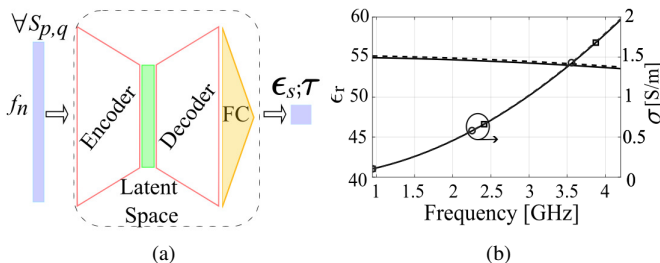 ∀S_{p,q}
f_n
Encoder
Decoder
FC
ϵ_s;τ
Latent
Space
(a)
60
55
50
45
40
ϵ_r
2
1.5
1
0.5
0
σ[S/m]
1 1.5 2 2.5 3 3.5 4
Frequency [GHz]
(b)